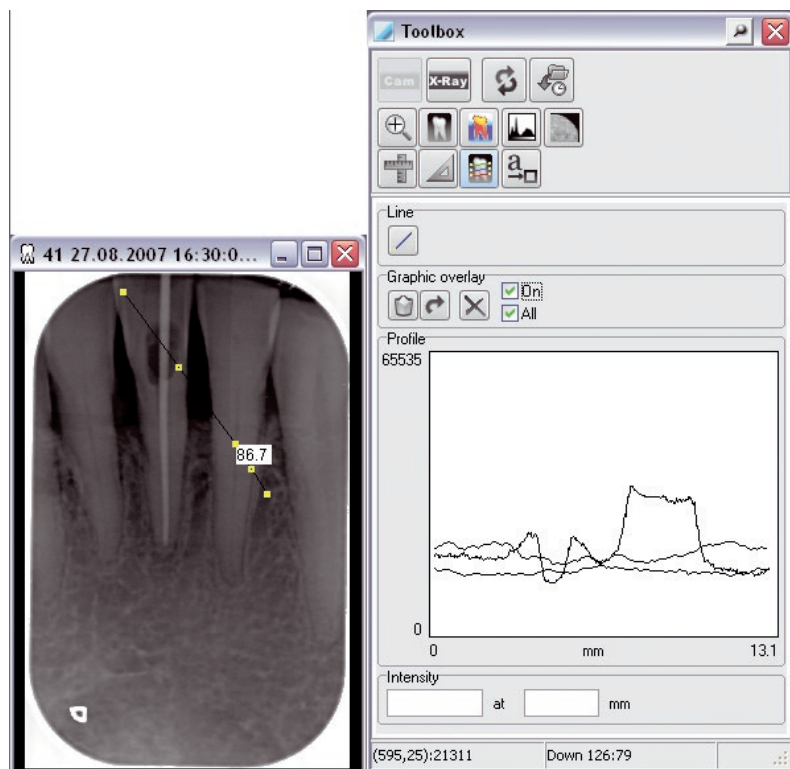 Toolbox
Cam
X-Ray
a
Line
Graphic overlay
On
All
Profile
65535
0
0 mm 13.1
Intensity
at mm
(595,25):21311 Down 126:79
41 27.08.2007 16:30:0...
86.7